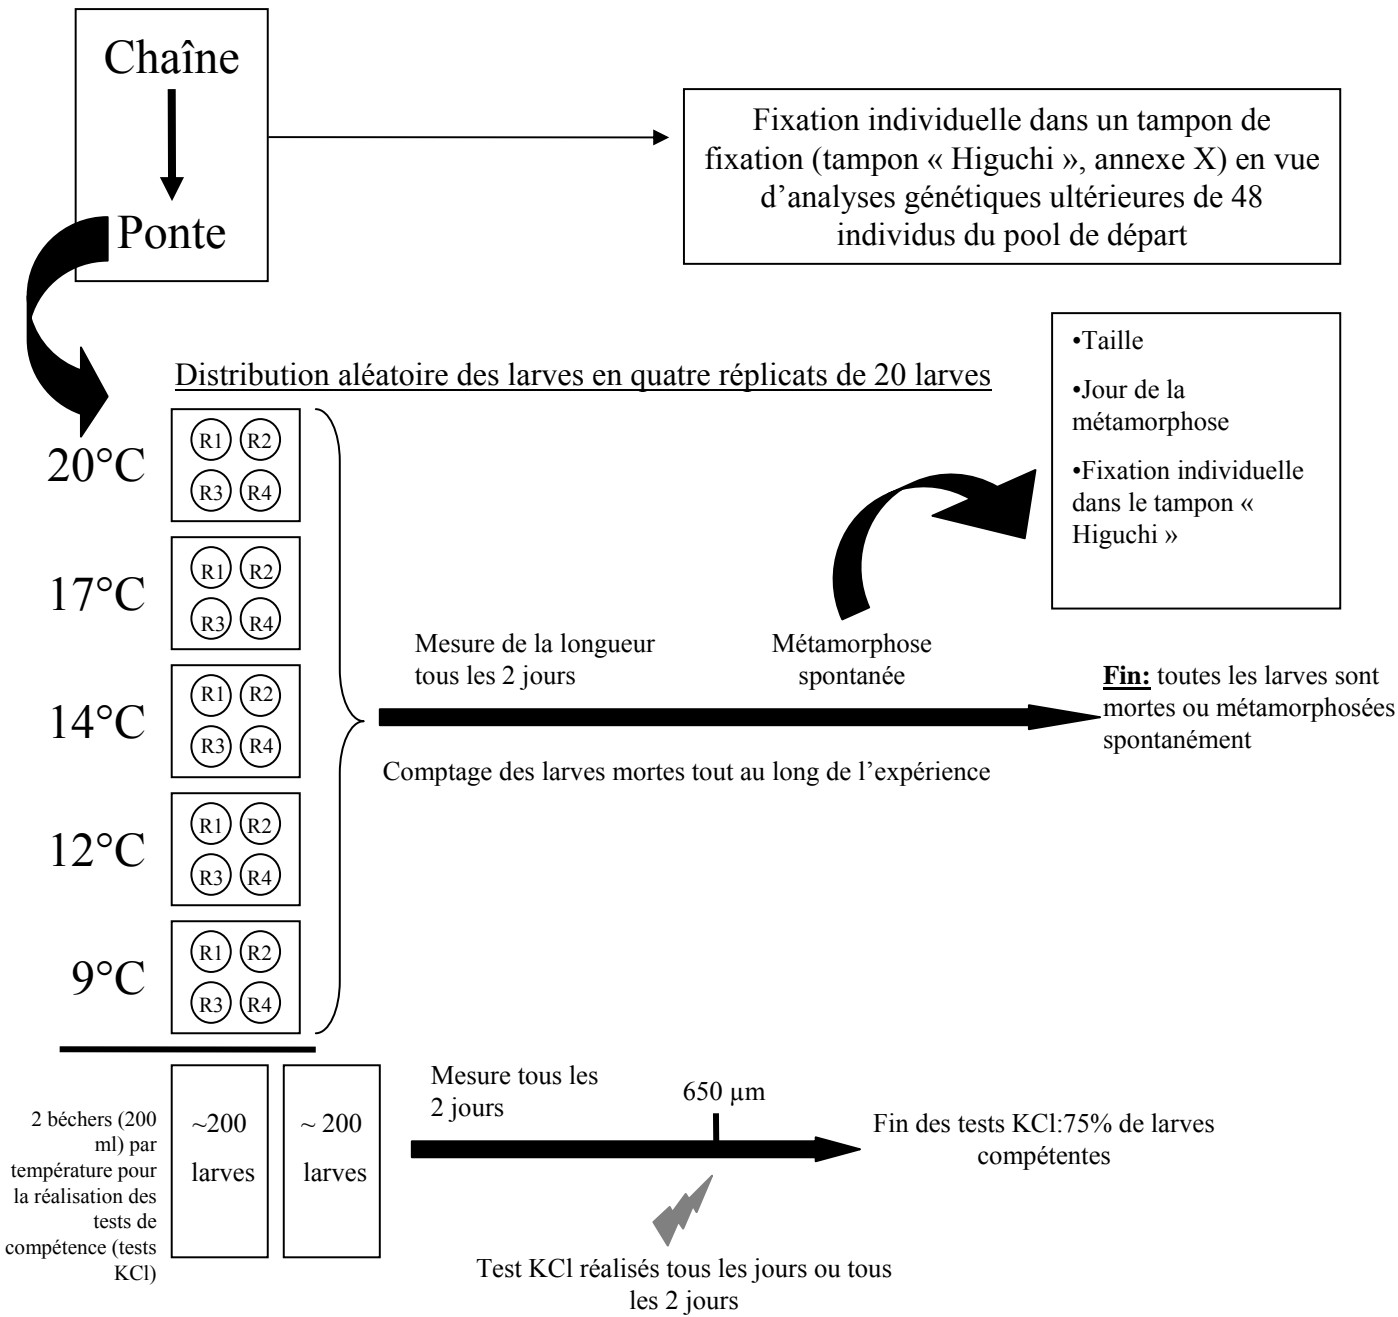 Chaîne
Ponte
Fixation individuelle dans un tampon de
fixation (tampon « Higuchi », annexe X) en vue
d’analyses génétiques ultérieures de 48
individus du pool de départ
•Taille
•Jour de la
métamorphose
•Fixation individuelle
dans le tampon «
Higuchi »
Distribution aléatoire des larves en quatre réplicats de 20 larves
20°C
R1 R2
R3 R4
17°C
R1 R2
R3 R4
14°C
R1 R2
R3 R4
12°C
R1 R2
R3 R4
9°C
R1 R2
R3 R4
Mesure de la longueur
tous les 2 jours
Métamorphose
spontanée
Comptage des larves mortes tout au long de l’expérience
Fin: toutes les larves sont
mortes ou métamorphosées
spontanément
2 béchers (200
ml) par
température pour
la réalisation des
tests de
compétence (tests
KCl)
~200
larves
~ 200
larves
Mesure tous les
2 jours
650 µm
Fin des tests KCl:75% de larves
compétentes
Test KCl réalisés tous les jours ou tous
les 2 jours